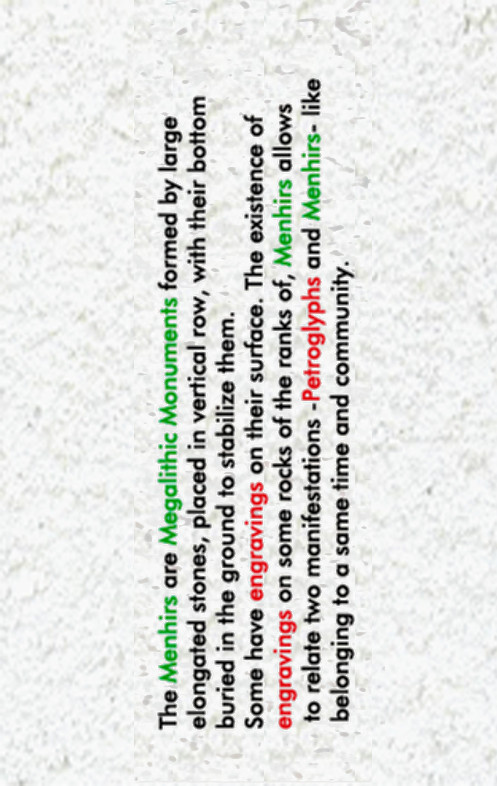 The Menhirs are Megalithic Monuments formed by large
elongated stones, placed in vertical row, with their bottom
buried in the ground to stabilize them.
Some have engravings on their surface. The existence of
engravings on some rocks of the ranks of, Menhirs allows
to relate two manifestations -Petroglyphs and Menhirs- like
belonging to a same time and community.